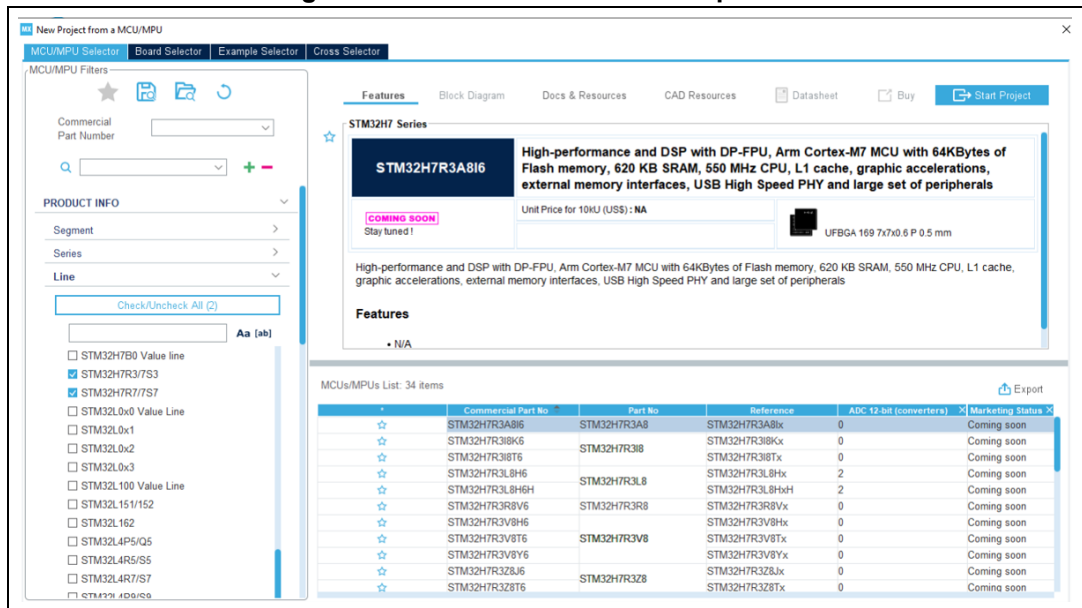 New Project from a MCU/MPU
MCU/MPU Selector Board Selector Example Selector Cross Selector
MCU/MPU Filters
Commercial
Part Number
PRODUCT INFO
Segment
Series
Line
Check/Uncheck All (2)
Aa [ab]
STM32H7B0 Value line
STM32H7R3/7S3
STM32H7R7/7S7
STM32L0x0 Value Line
STM32L0x1
STM32L0x2
STM32L0x3
STM32L100 Value Line
STM32L151/152
STM32L162
STM32L4P5/Q5
STM32L4R5/S5
STM32L4R7/S7
STM32L4R9/S9
Features Block Diagram Docs & Resources CAD Resources Datasheet Buy Start Project
STM32H7 Series
STM32H7R3A8I6
High-performance and DSP with DP-FPU, Arm Cortex-M7 MCU with 64KBytes of
Flash memory, 620 KB SRAM, 550 MHz CPU, L1 cache, graphic accelerations,
external memory interfaces, USB High Speed PHY and large set of peripherals
COMING SOON
Stay tuned !
Unit Price for 10kU (US$) : NA
UFBGA 169 7x7x0.6 P 0.5 mm
High-performance and DSP with DP-FPU, Arm Cortex-M7 MCU with 64KBytes of Flash memory, 620 KB SRAM, 550 MHz CPU, L1 cache,
graphic accelerations, external memory interfaces, USB High Speed PHY and large set of peripherals
Features
• N/A
MCUs/MPUs List: 34 items
Export
* Commercial Part No Part No Reference ADC 12-bit (converters) Marketing Status
STM32H7R3A8I6 STM32H7R3A8 STM32H7R3A8Ix 0 Coming soon
STM32H7R3I8K6 STM32H7R3I8 STM32H7R3I8Kx 0 Coming soon
STM32H7R3I8T6 STM32H7R3I8Tx 0 Coming soon
STM32H7R3L8H6 STM32H7R3L8 STM32H7R3L8Hx 2 Coming soon
STM32H7R3L8H6H STM32H7R3L8HxH 2 Coming soon
STM32H7R3R8V6 STM32H7R3R8 STM32H7R3R8Vx 0 Coming soon
STM32H7R3V8H6 STM32H7R3V8Hx 0 Coming soon
STM32H7R3V8T6 STM32H7R3V8 STM32H7R3V8Tx 0 Coming soon
STM32H7R3V8Y6 STM32H7R3V8Yx 0 Coming soon
STM32H7R3Z8J6 STM32H7R3Z8 STM32H7R3Z8Jx 0 Coming soon
STM32H7R3Z8T6 STM32H7R3Z8Tx 0 Coming soon